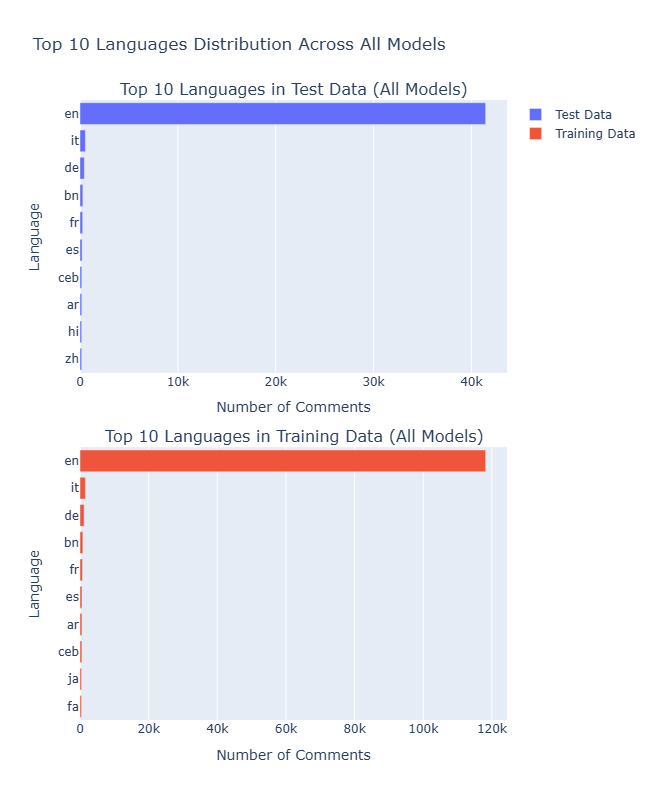 Top 10 Languages Distribution Across All Models
Top 10 Languages in Test Data (All Models)
Test Data
Training Data
Language
en
it
de
bn
fr
es
ceb
ar
hi
zh
0 10k 20k 30k 40k
Number of Comments
Top 10 Languages in Training Data (All Models)
Language
en
it
de
bn
fr
es
ar
ceb
ja
fa
0 20k 40k 60k 80k 100k 120k
Number of Comments